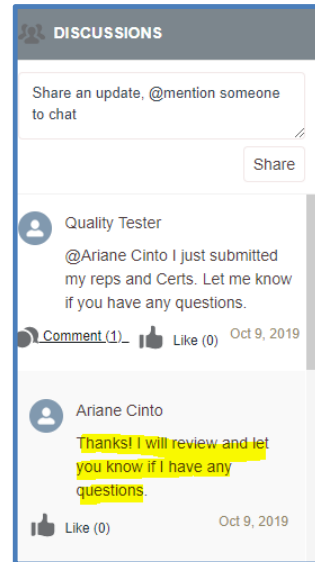 DISCUSSIONS
Share an update, @mention someone
to chat
Share
Quality Tester
@Ariane Cinto I just submitted
my reps and Certs. Let me know
if you have any questions.
Comment (1) Like (0) Oct 9, 2019
Ariane Cinto
Thanks! I will review and let
you know if I have any
questions.
Like (0) Oct 9, 2019